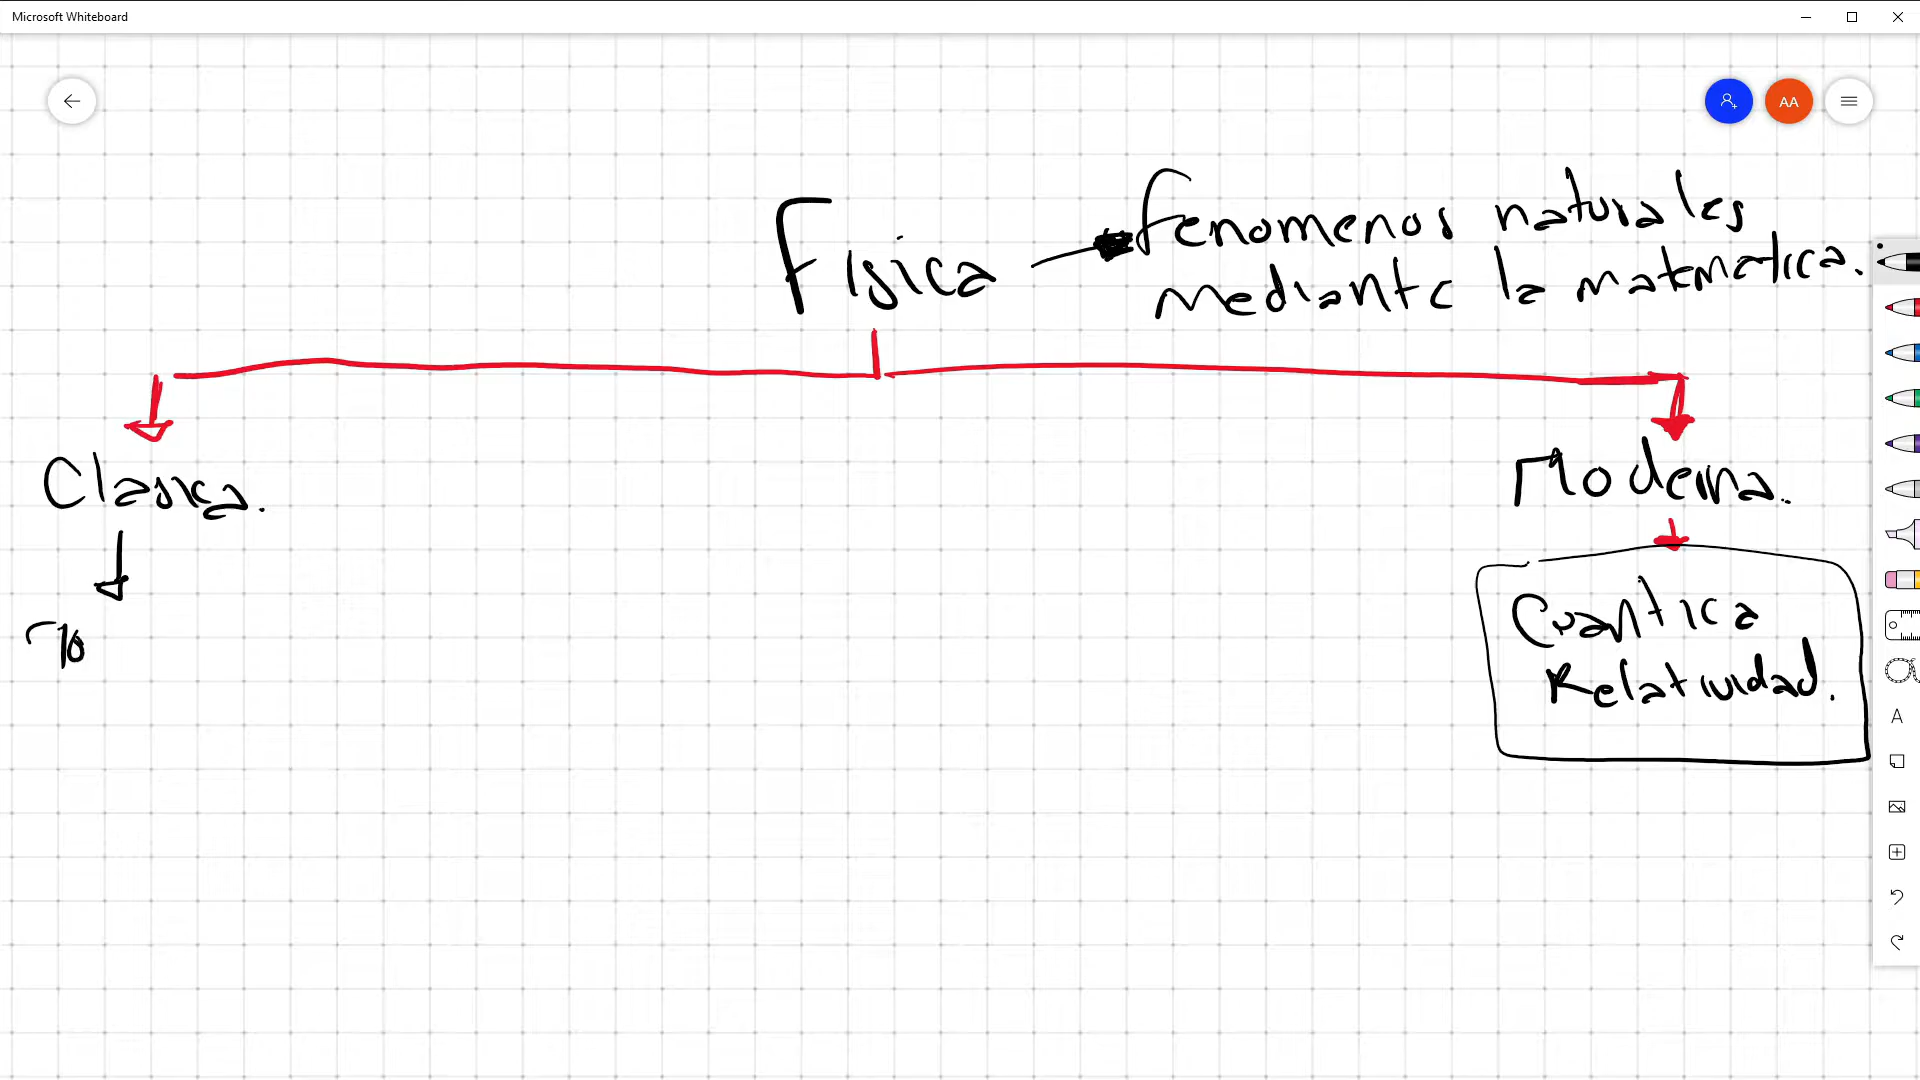 Microsoft Whiteboard
AA
Fisica
fenomenos naturales
mediante la matematica.
Clasica.
Moderna.
Cuantica
Relatividad.
A